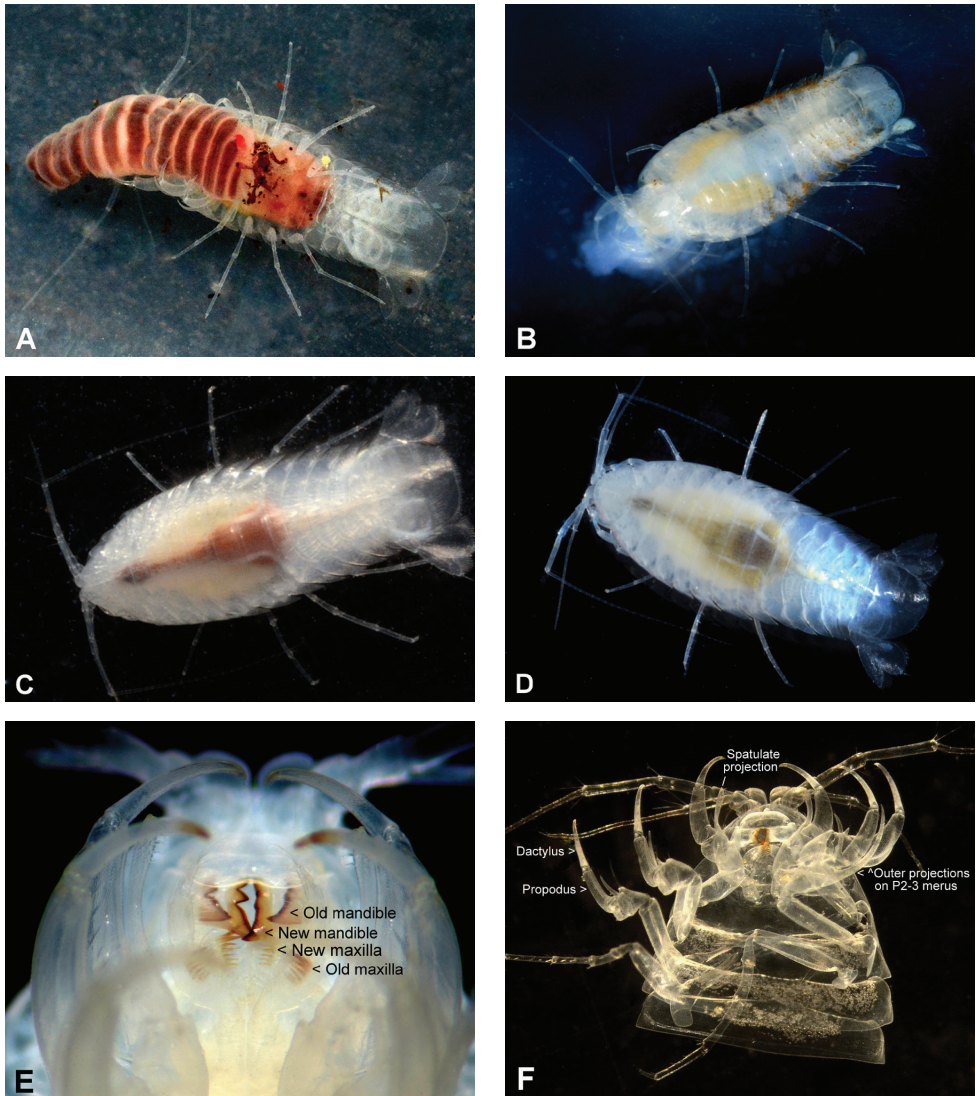 A
B
C
D
Old mandible
New mandible
New maxilla
Old maxilla
E
Spatulate
projection
Dactylus >
Propodus >
< ^Outer projections
on P2-3 merus
F